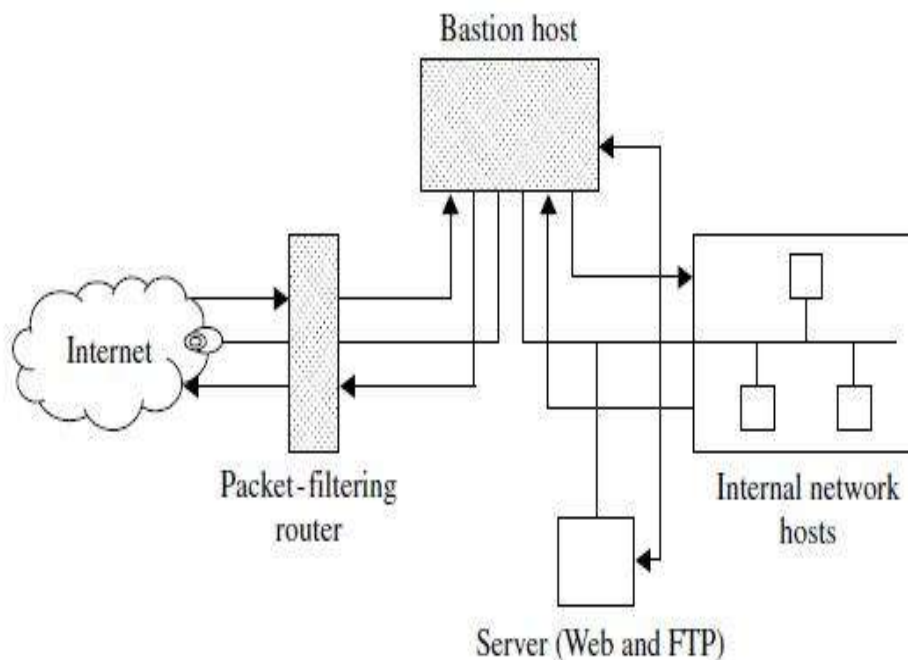 Bastion host
Internet
Packet-filtering
router
Internal network
hosts
Server (Web and FTP)